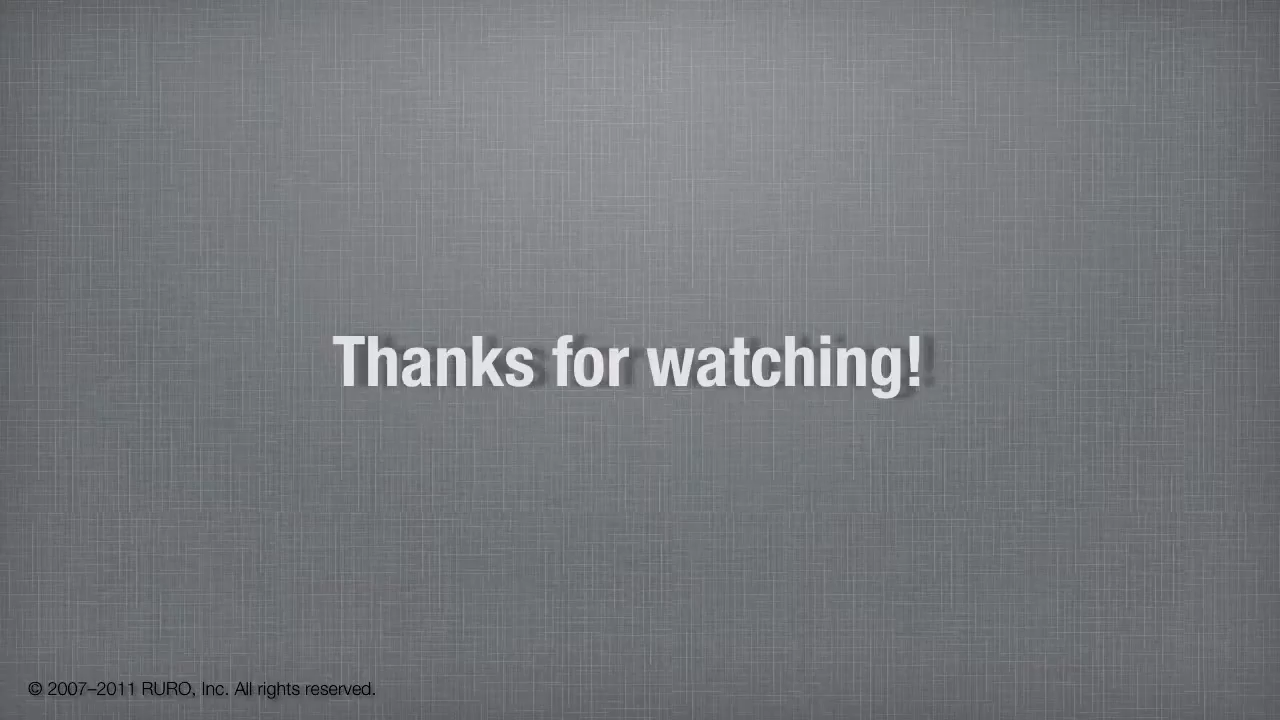 Thanks for watching!
© 2007–2011 RURO, Inc. All rights reserved.